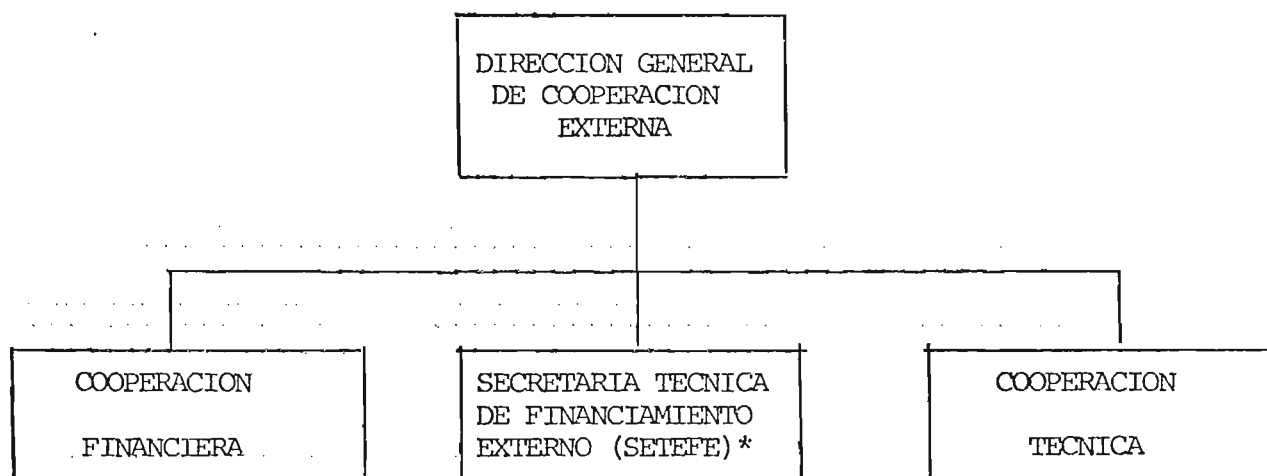 DIRECCION GENERAL
DE COOPERACION
EXTERNA
COOPERACION
FINANCIERA
SECRETARIA TECNICA
DE FINANCIAMIENTO
EXTERNO (SETEFE)*
COOPERACION
TECNICA